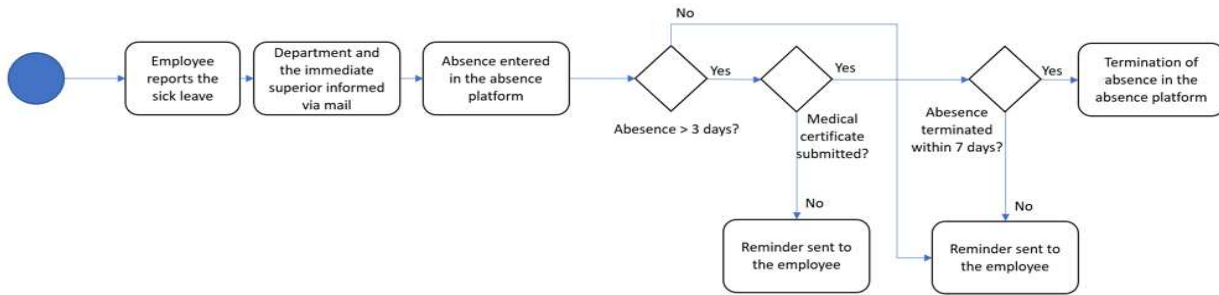 No
Employee
reports the
sick leave
Department and
the immediate
superior informed
via mail
Absence entered
in the absence
platform
Yes
Yes
Yes
Termination of
absence in the
absence platform
Abesence > 3 days?
Medical
certificate
submitted?
Abesence
terminated
within 7 days?
No
No
Reminder sent to
the employee
Reminder sent to
the employee